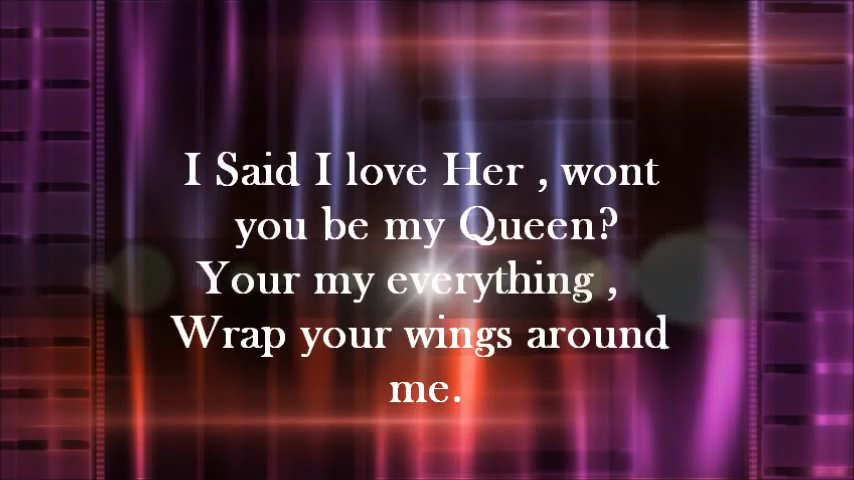 I Said I love Her , wont
you be my Queen?
Your my everything ,
Wrap your wings around
me.